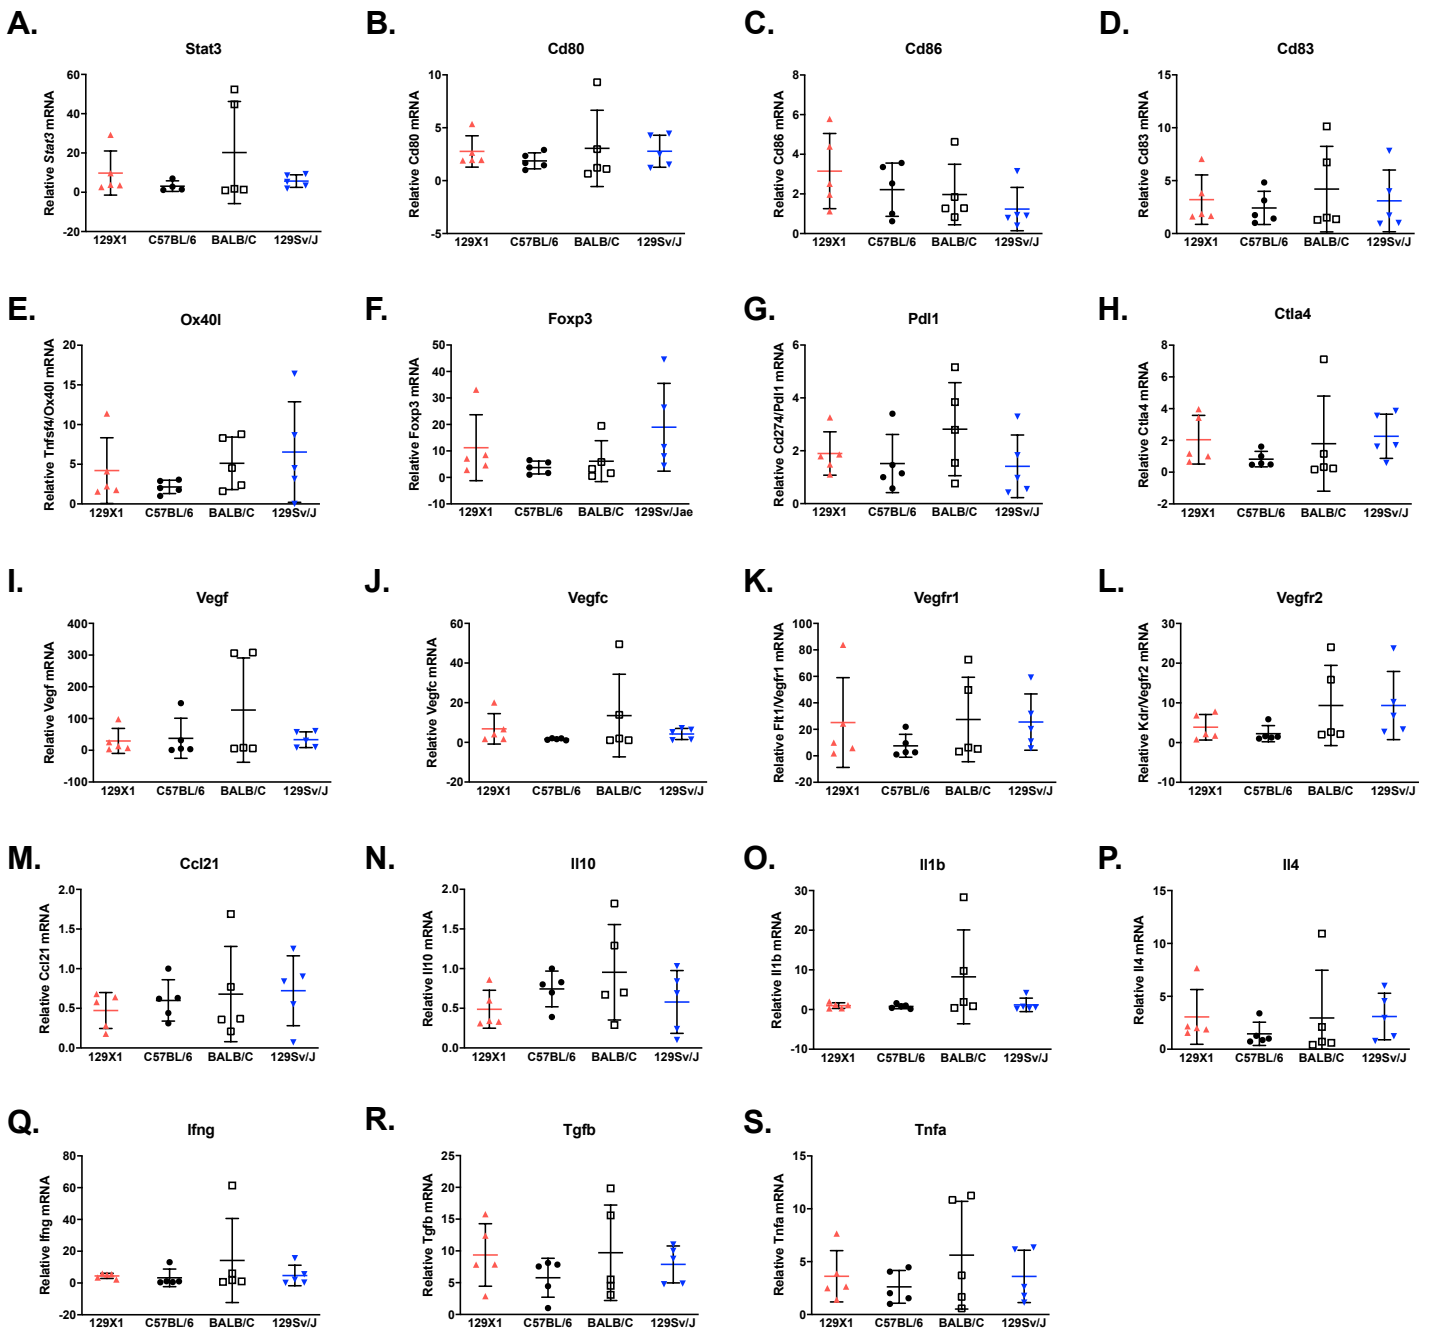 A.
Stat3
Relative Stat3 mRNA
60
40
20
0
-20
129X1 C57BL/6 BALB/C 129Sv/J
B.
Cd80
Relative Cd80 mRNA
10
5
0
-5
129X1 C57BL/6 BALB/C 129Sv/J
C.
Cd86
Relative Cd86 mRNA
8
6
4
2
0
129X1 C57BL/6 BALB/C 129Sv/J
D.
Cd83
Relative Cd83 mRNA
15
10
5
0
129X1 C57BL/6 BALB/C 129Sv/J
E.
Ox40l
Relative Tnfsf4/Ox40l mRNA
20
15
10
5
0
129X1 C57BL/6 BALB/C 129Sv/J
F.
Foxp3
Relative Foxp3 mRNA
50
40
30
20
10
0
-10
129X1 C57BL/6 BALB/C 129Sv/Jae
G.
Pdl1
Relative Cd274/Pdl1 mRNA
6
4
2
0
129X1 C57BL/6 BALB/C 129Sv/J
H.
Ctla4
Relative Ctla4 mRNA
8
6
4
2
0
-2
129X1 C57BL/6 BALB/C 129Sv/J
I.
Vegf
Relative Vegf mRNA
400
300
200
100
0
-100
129X1 C57BL/6 BALB/C 129Sv/J
J.
Vegfc
Relative Vegfc mRNA
60
40
20
0
-20
129X1 C57BL/6 BALB/C 129Sv/J
K.
Vegfr1
Relative Flt1/Vegfr1 mRNA
100
80
60
40
20
0
-20
129X1 C57BL/6 BALB/C 129Sv/J
L.
Vegfr2
Relative Kdr/Vegfr2 mRNA
30
20
10
0
-10
129X1 C57BL/6 BALB/C 129Sv/J
M.
Ccl21
Relative Ccl21 mRNA
2.0
1.5
1.0
0.5
0.0
129X1 C57BL/6 BALB/C 129Sv/J
N.
Il10
Relative Il10 mRNA
2.0
1.5
1.0
0.5
0.0
129X1 C57BL/6 BALB/C 129Sv/J
O.
Il1b
Relative Il1b mRNA
30
20
10
0
-10
129X1 C57BL/6 BALB/C 129Sv/J
P.
Il4
Relative Il4 mRNA
15
10
5
0
129X1 C57BL/6 BALB/C 129Sv/J
Q.
Ifng
Relative Ifng mRNA
80
60
40
20
0
-20
129X1 C57BL/6 BALB/C 129Sv/J
R.
Tgfb
Relative Tgfb mRNA
25
20
15
10
5
0
129X1 C57BL/6 BALB/C 129Sv/J
S.
Tnfa
Relative Tnfa mRNA
15
10
5
0
129X1 C57BL/6 BALB/C 129Sv/J